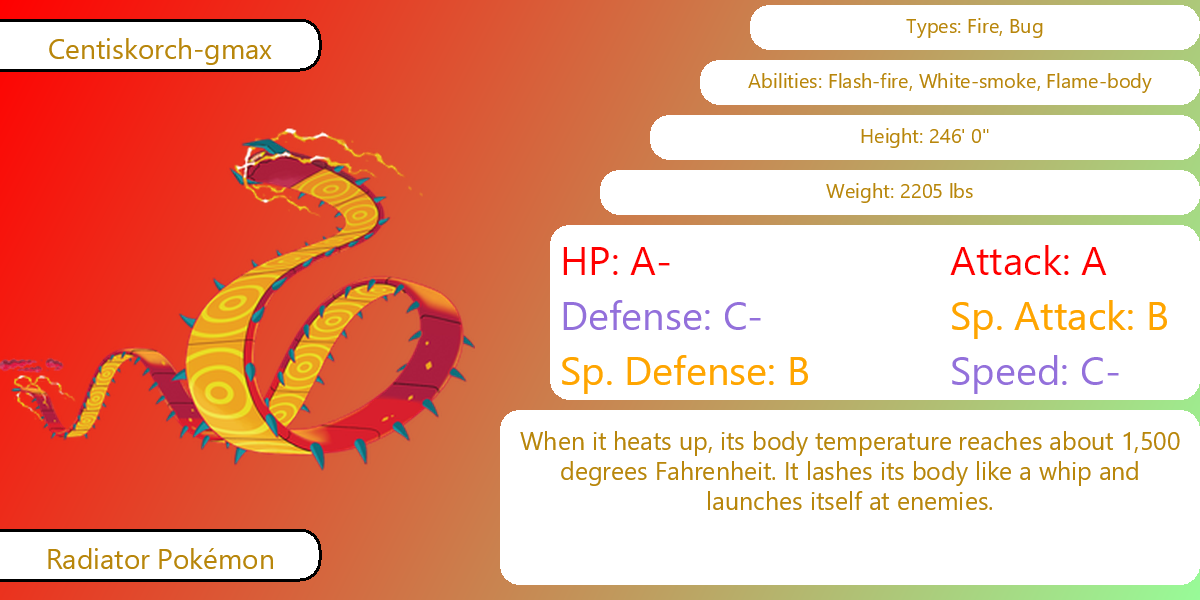 Centiskorch-gmax
Types: Fire, Bug
Abilities: Flash-fire, White-smoke, Flame-body
Height: 246' 0"
Weight: 2205 lbs
HP: A-
Attack: A
Defense: C-
Sp. Attack: B
Sp. Defense: B
Speed: C-
When it heats up, its body temperature reaches about 1,500
degrees Fahrenheit. It lashes its body like a whip and
launches itself at enemies.
Radiator Pokémon